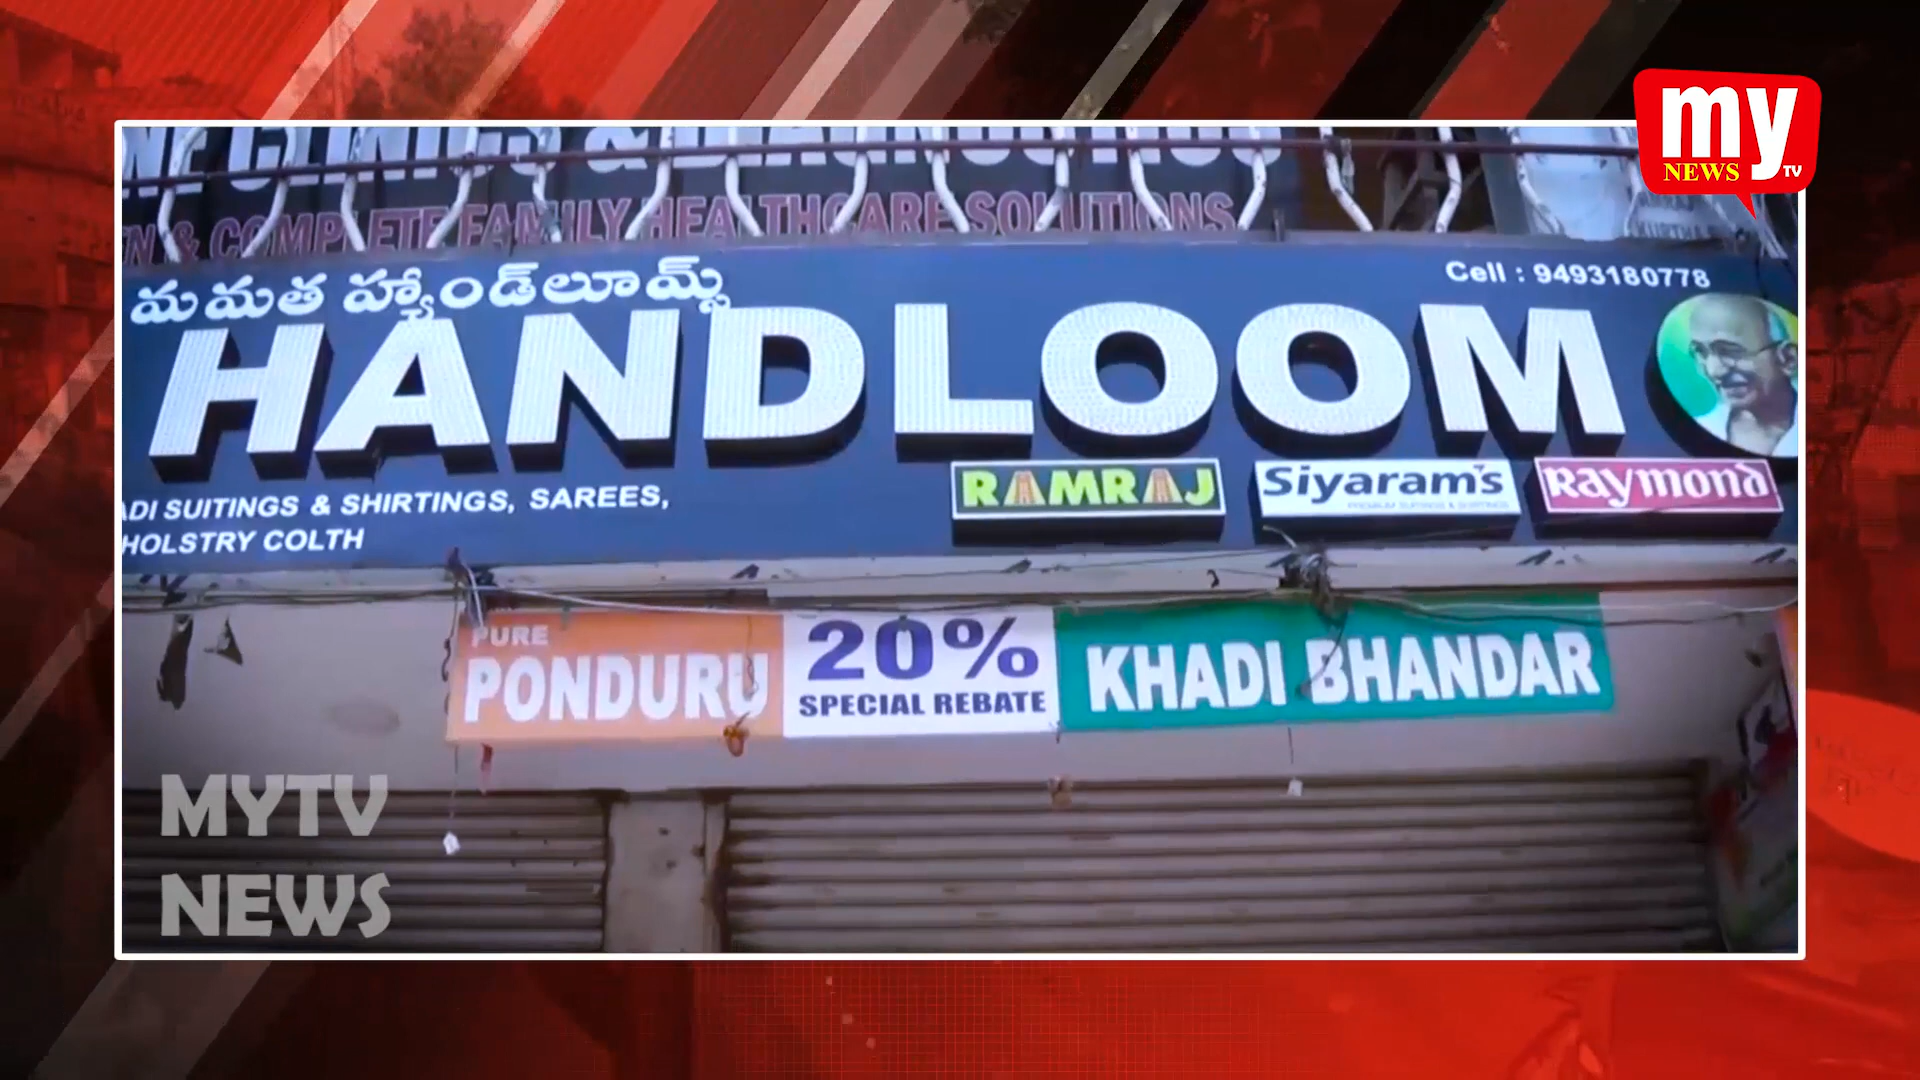 my
NEWS TV
& COMPLETE FAMILY HEALTHCARE SOLUTIONS
మమత హ్యాండ్‌లూమ్స్
Cell : 9493180778
HANDLOOM
RAMRAJ
Siyaram's
Raymond
ADI SUITINGS & SHIRTINGS, SAREES,
HOLSTRY COLTH
PURE
PONDURU
20%
SPECIAL REBATE
KHADI BHANDAR
MYTV
NEWS